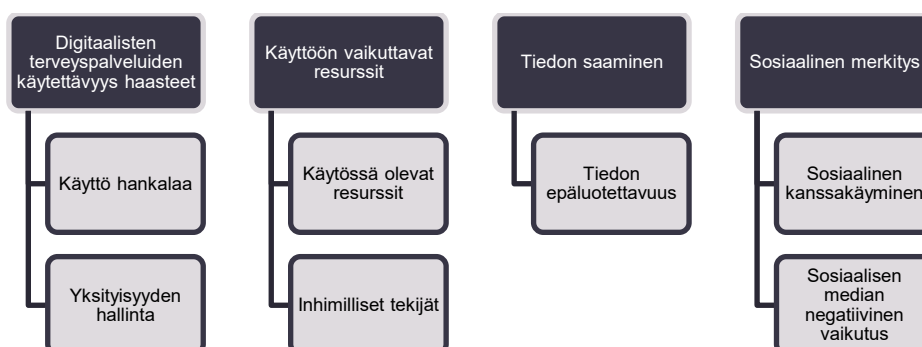 Digitaalisten
terveyspalveluiden
käytettävyys haasteet
Käyttö hankalaa
Yksityisyyden
hallinta
Käyttöön vaikuttavat
resurssit
Käytössä olevat
resurssit
Inhimilliset tekijät
Tiedon saaminen
Tiedon
epäluotettavuus
Sosiaalinen merkitys
Sosiaalinen
kanssakäyminen
Sosiaalisen
median
negatiivinen
vaikutus